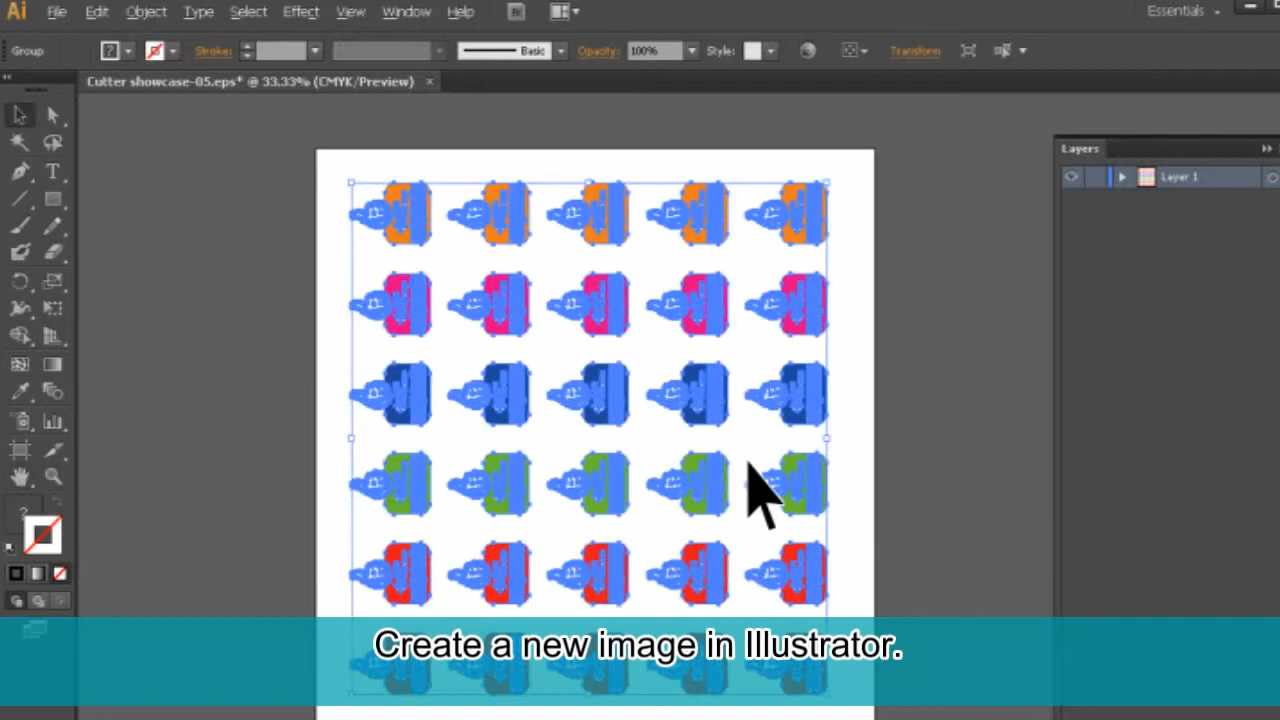 Ai File Edit Object Type Select Effect View Window Help Br Essentials
Group ? Stroke: Basic Opacity: 100% Style: Transform
Cutter showcase-05.eps* @ 33.33% (CMYK/Preview) ×
Layers
Layer 1
T
?
Create a new image in Illustrator.